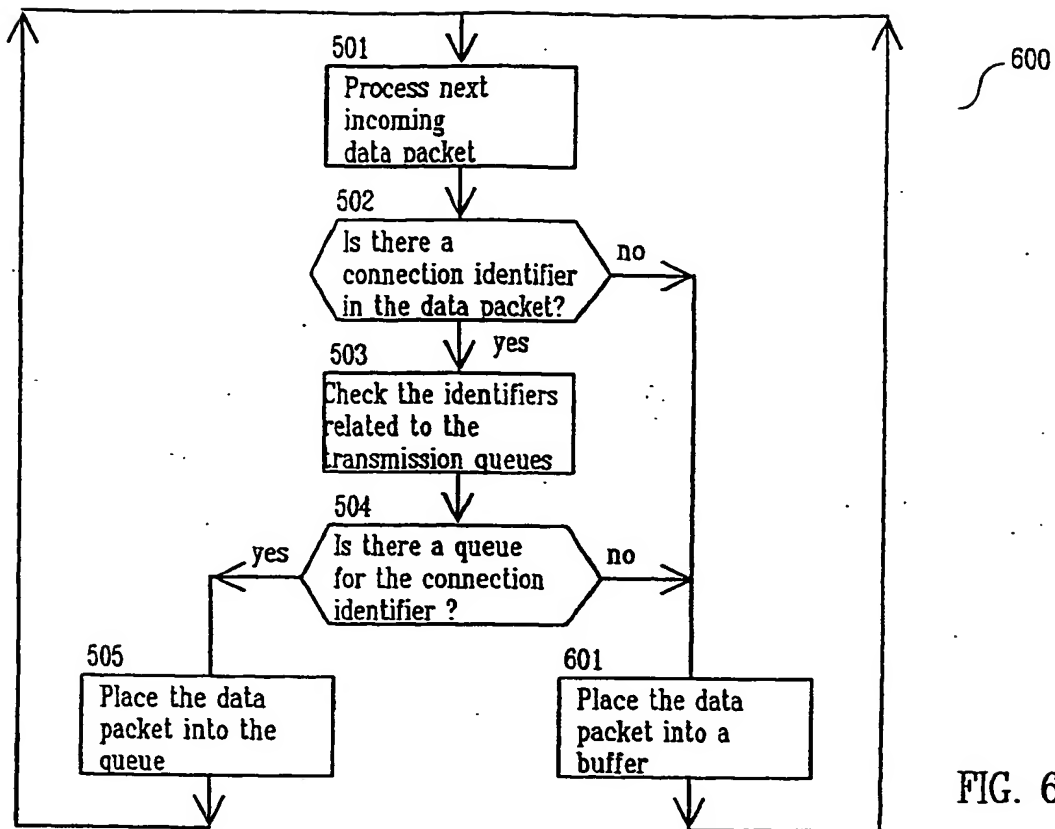 600
501
Process next
incoming
data packet
502
Is there a
connection identifier
in the data packet?
no
yes
503
Check the identifiers
related to the
transmission queues
504
Is there a queue
for the connection
identifier ?
yes
no
505
Place the data
packet into the
queue
601
Place the data
packet into a
buffer
FIG. 6